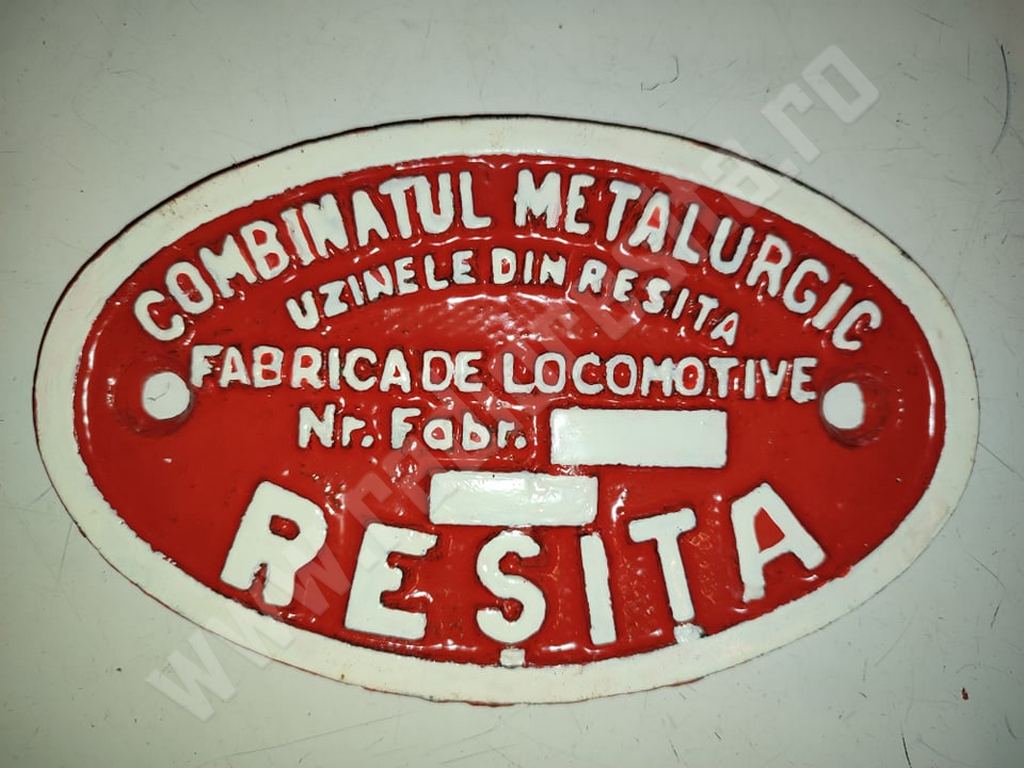 COMBINATUL METALURGIC
UZINELE DIN RESITA
FABRICA DE LOCOMOTIVE
Nr. Fabr.
REȘIȚA